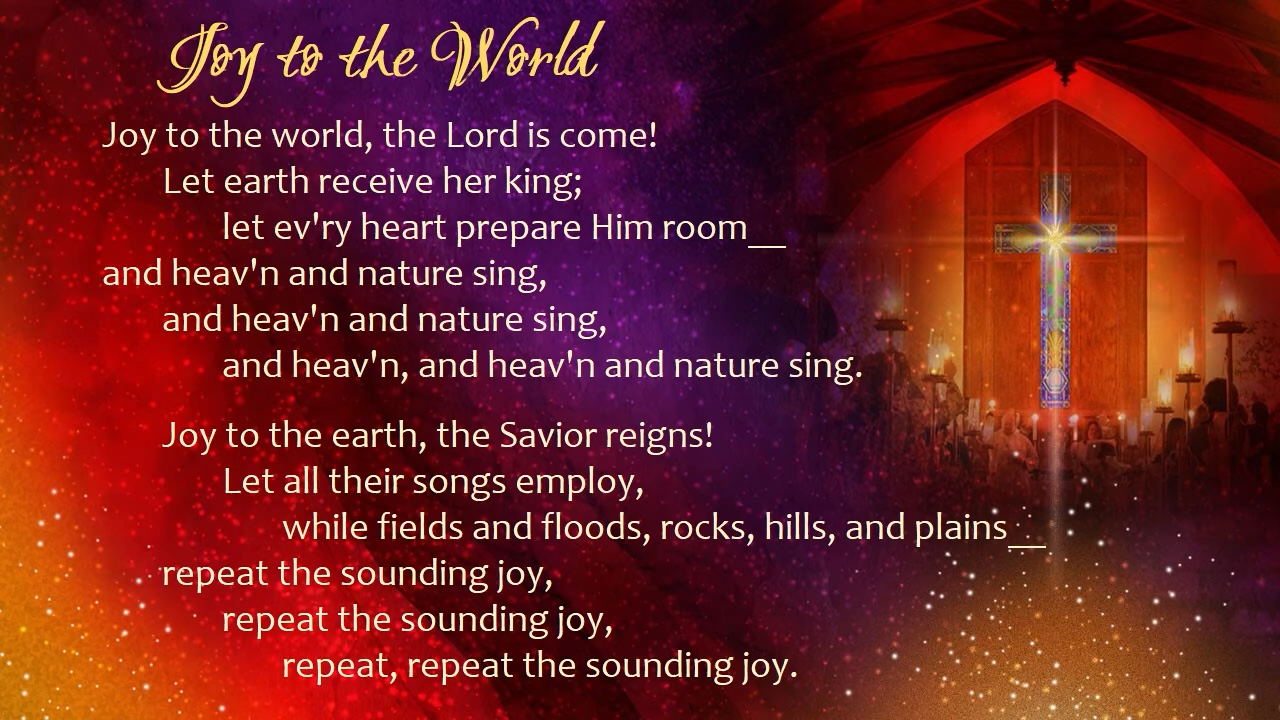 Joy to the World
Joy to the world, the Lord is come!
Let earth receive her king;
let ev'ry heart prepare Him room__
and heav'n and nature sing,
and heav'n and nature sing,
and heav'n, and heav'n and nature sing.
Joy to the earth, the Savior reigns!
Let all their songs employ,
while fields and floods, rocks, hills, and plains__
repeat the sounding joy,
repeat the sounding joy,
repeat, repeat the sounding joy.